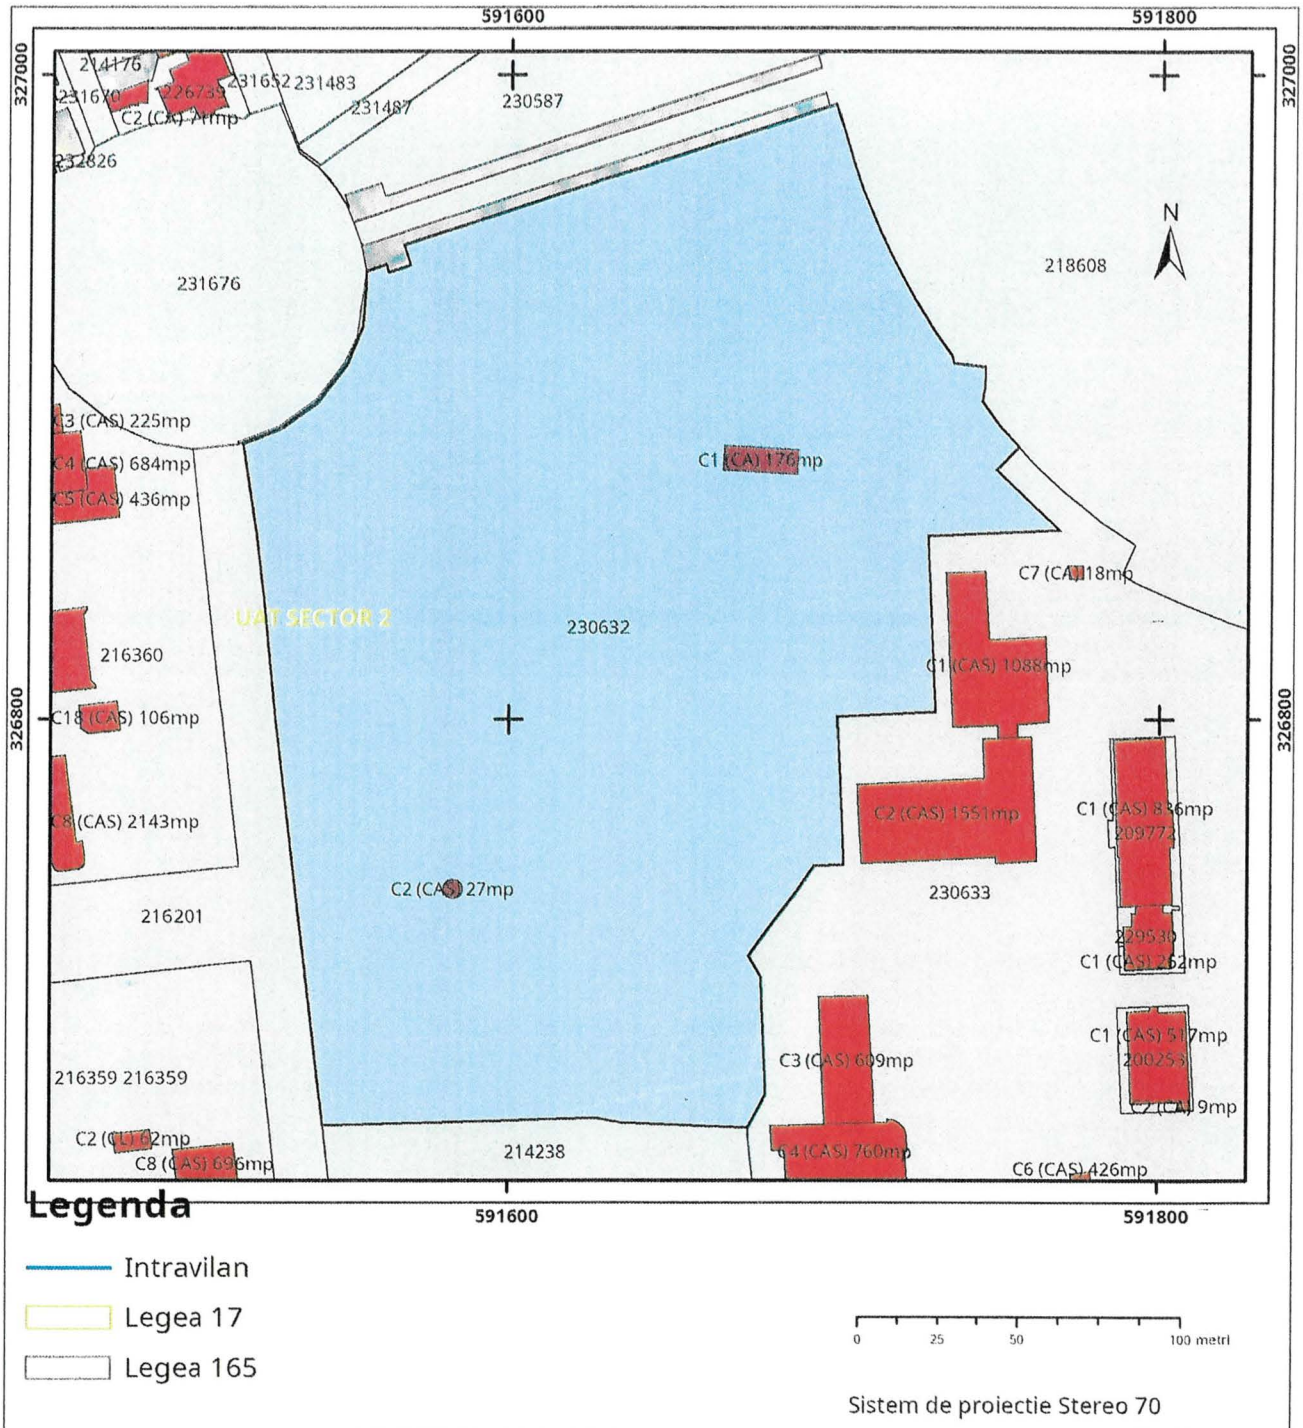 591600 591800
327000 327000
214176
231670 226739 231652 231483
C2 (CA) 71mp 231487 230587
232826
N
231676 218608
C3 (CAS) 225mp
C4 (CAS) 684mp C1 (CA) 176mp
C5 (CAS) 436mp
C7 (CA) 18mp
UAT SECTOR 2 230632
216360 C1 (CAS) 1088mp
326800 C18 (CAS) 106mp 326800
C8 (CAS) 2143mp C2 (CAS) 1551mp C1 (CAS) 836mp
209772
C2 (CAS) 27mp 230633
216201
229530
C1 (CAS) 262mp
C1 (CAS) 517mp
C3 (CAS) 609mp 200253
216359 216359
C2 (CA) 9mp
C2 (CL) 62mp
C8 (CAS) 696mp 214238 C4 (CAS) 760mp
C6 (CAS) 426mp
591600 591800
Legenda
Intravilan
Legea 17
Legea 165
0 25 50 100 metri
Sistem de proiectie Stereo 70